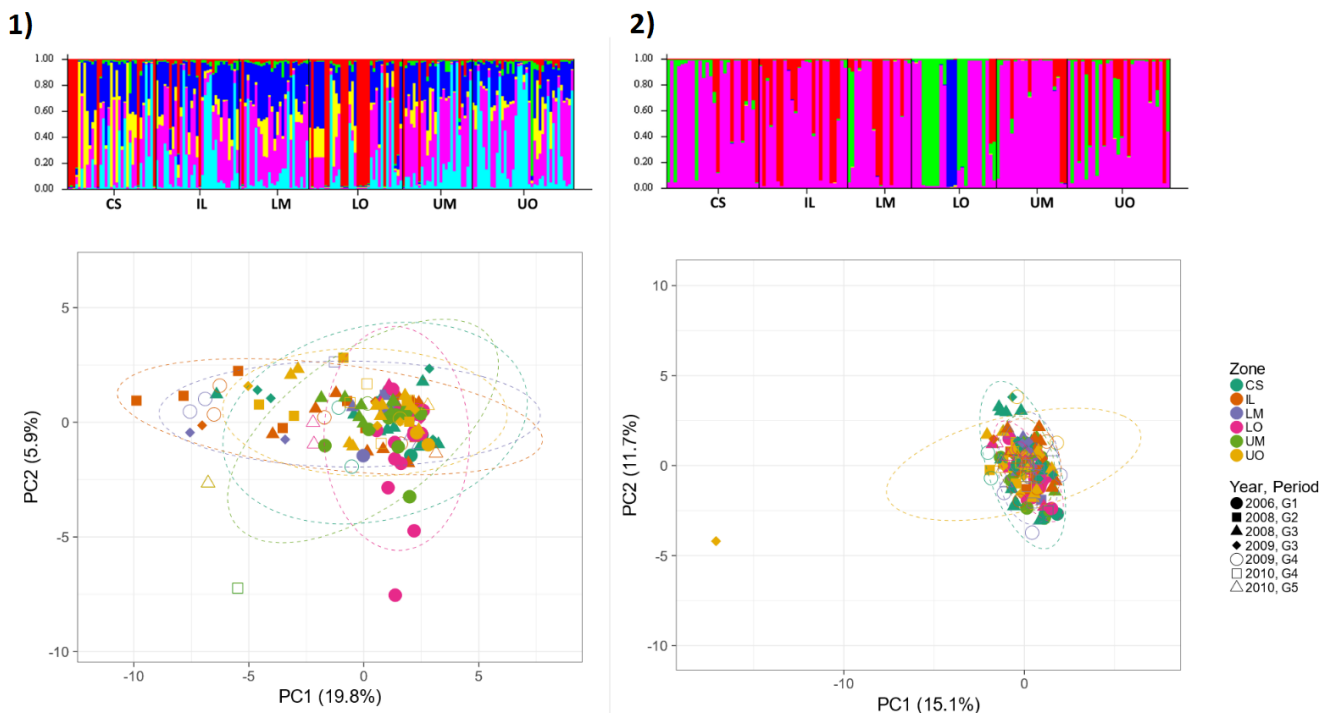 1)
1.00
0.80
0.60
0.40
0.20
0.00
CS IL LM LO UM UO
5
0
-5
-10
PC2 (5.9%)
-10 -5 0 5
PC1 (19.8%)
2)
1.00
0.80
0.60
0.40
0.20
0.00
CS IL LM LO UM UO
10
5
0
-5
-10
PC2 (11.7%)
-10 0
PC1 (15.1%)
Zone
CS
IL
LM
LO
UM
UO
Year, Period
2006, G1
2008, G2
2008, G3
2009, G3
2009, G4
2010, G4
2010, G5